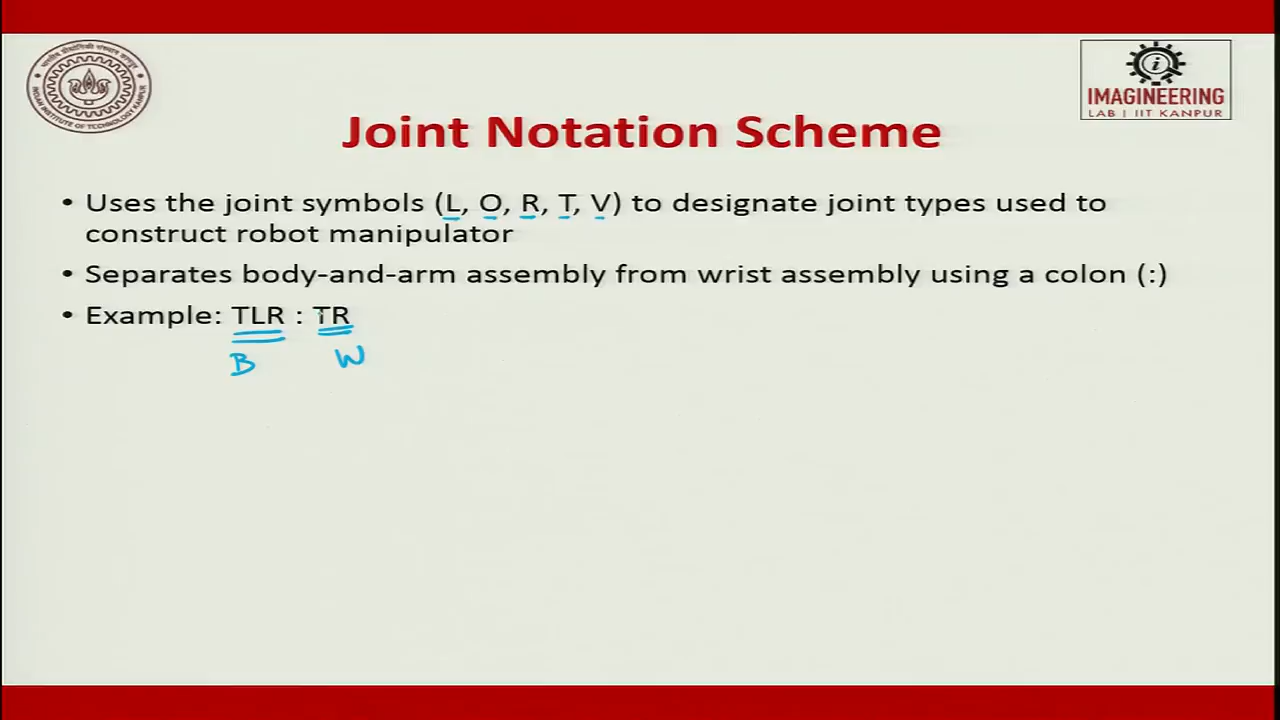 IMAGINEERING
LAB | IIT KANPUR
Joint Notation Scheme
• Uses the joint symbols (L, O, R, T, V) to designate joint types used to
construct robot manipulator
• Separates body-and-arm assembly from wrist assembly using a colon (:)
• Example: TLR : TR
B W